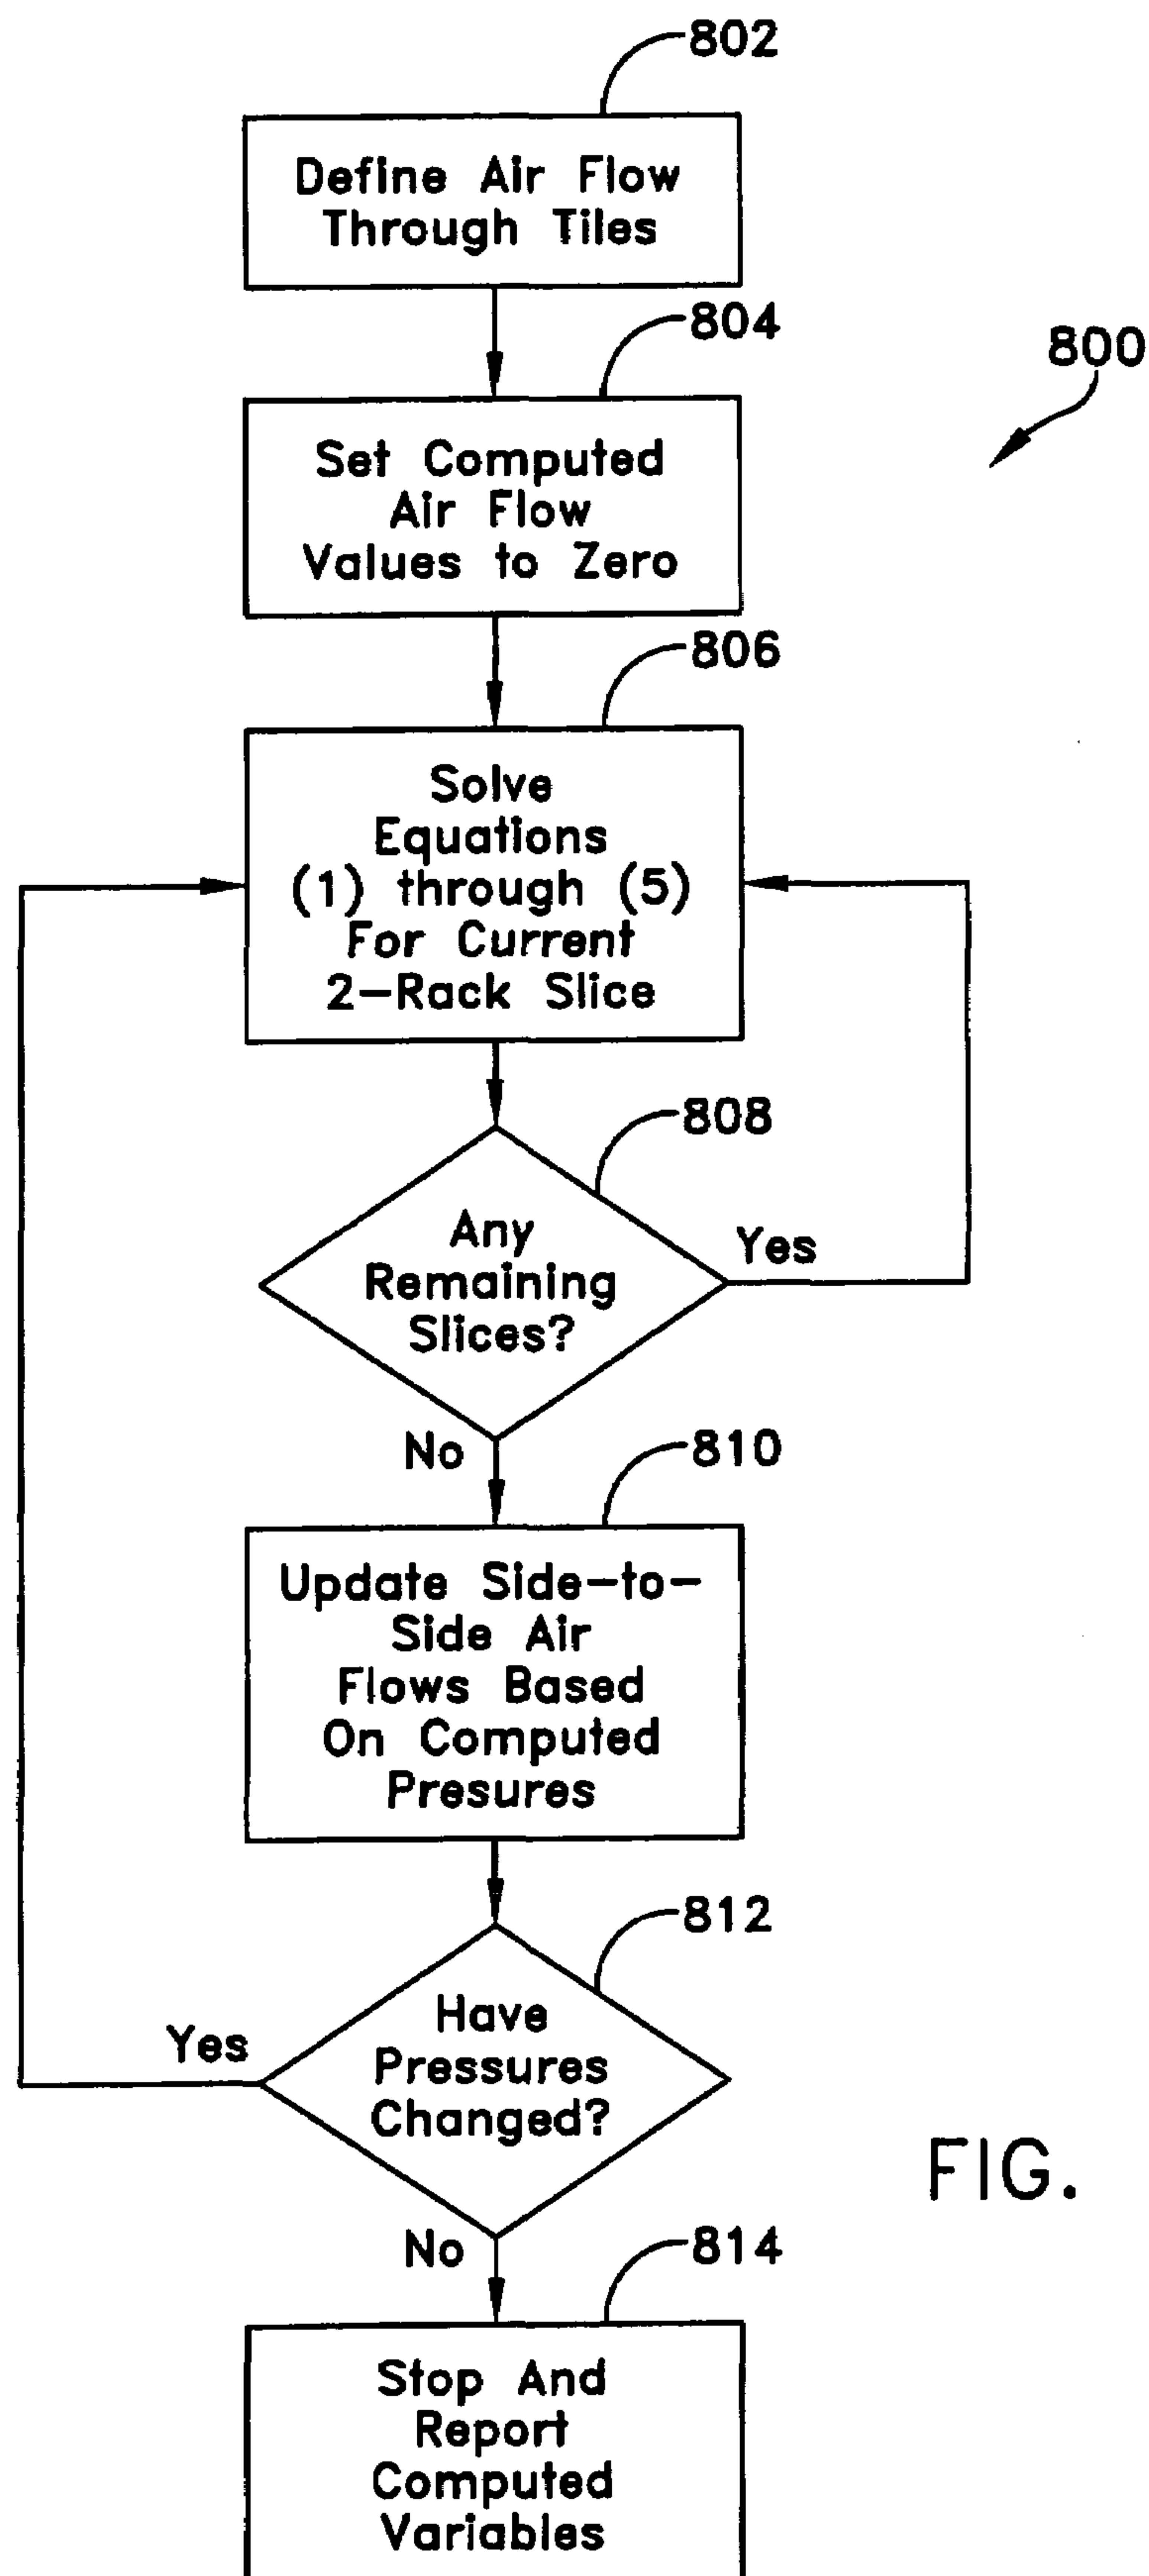 802
Define Air Flow
Through Tiles
804
800
Set Computed
Air Flow
Values to Zero
806
Solve
Equations
(1) through (5)
For Current
2-Rack Slice
808
Any
Remaining
Slices?
Yes
No
810
Update Side-to-
Side Air
Flows Based
On Computed
Presures
812
Have
Pressures
Changed?
Yes
FIG.
No
814
Stop And
Report
Computed
Variables